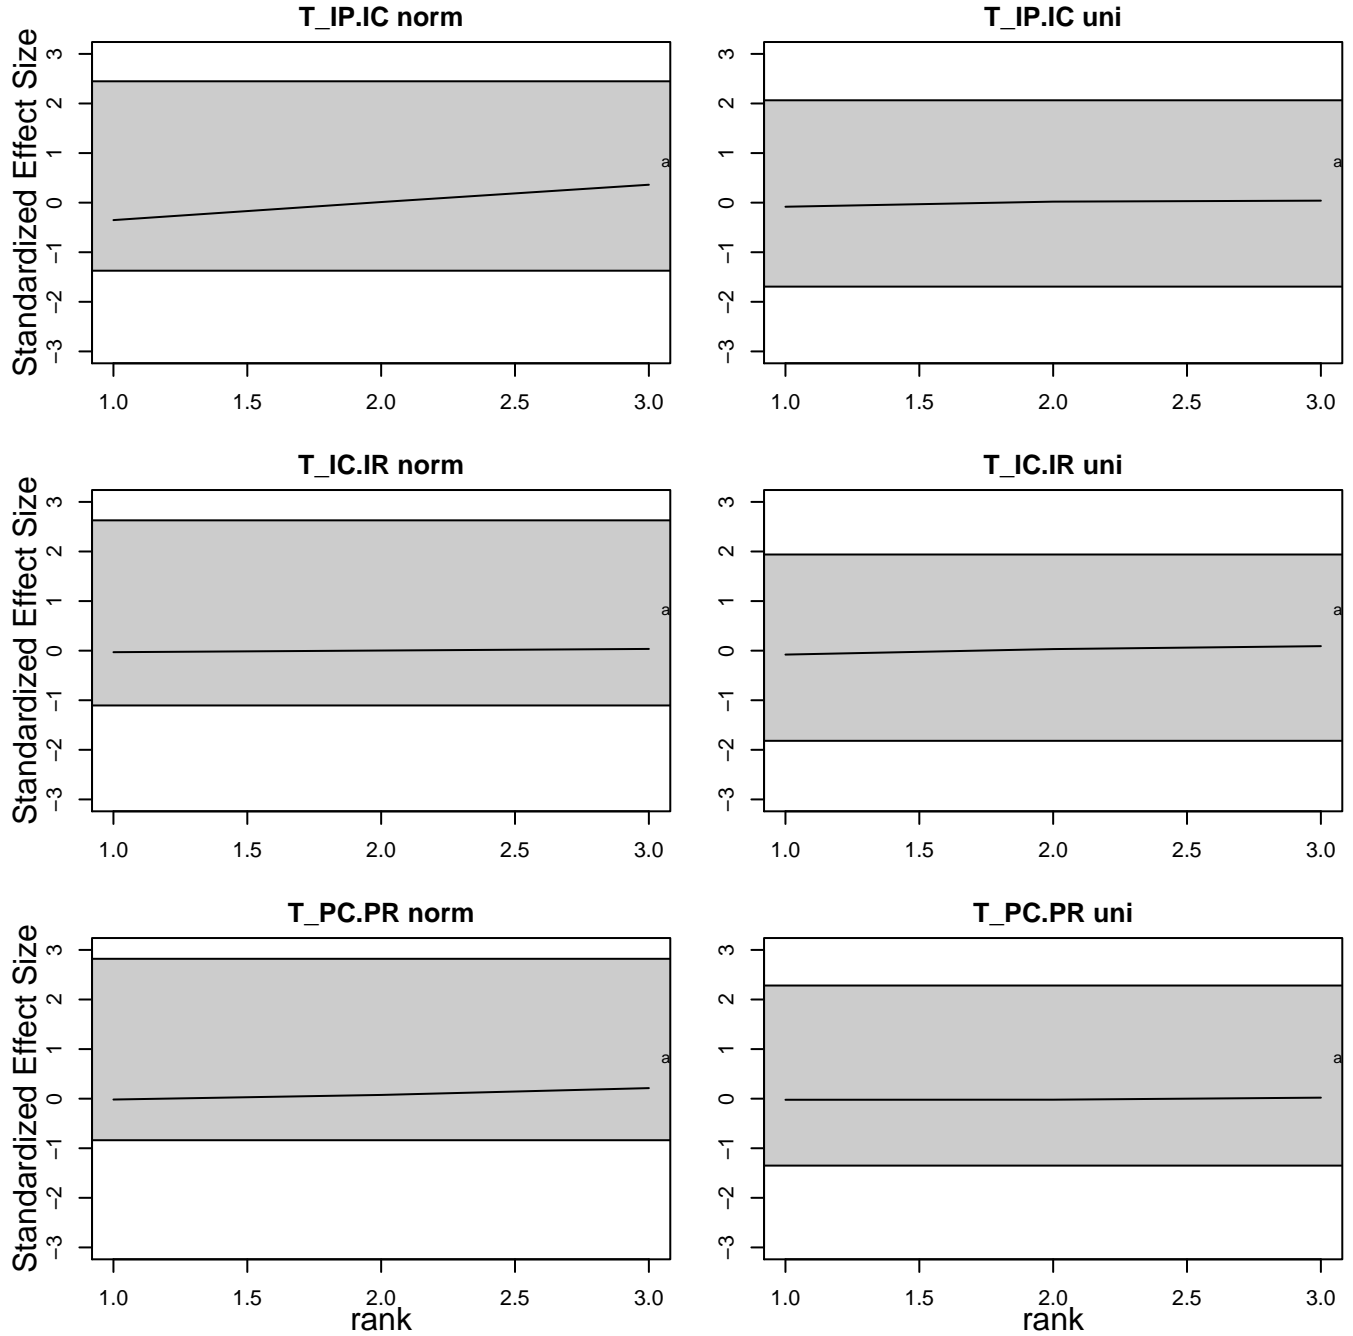 T_IP.IC norm
T_IP.IC uni
Standardized Effect Size
3
2
1
0
−1
−2
−3
a
1.0 1.5 2.0 2.5 3.0
3
2
1
0
−1
−2
−3
a
1.0 1.5 2.0 2.5 3.0
T_IC.IR norm
T_IC.IR uni
Standardized Effect Size
3
2
1
0
−1
−2
−3
a
1.0 1.5 2.0 2.5 3.0
3
2
1
0
−1
−2
−3
a
1.0 1.5 2.0 2.5 3.0
T_PC.PR norm
T_PC.PR uni
Standardized Effect Size
3
2
1
0
−1
−2
−3
a
1.0 1.5 2.0 2.5 3.0
rank
3
2
1
0
−1
−2
−3
a
1.0 1.5 2.0 2.5 3.0
rank